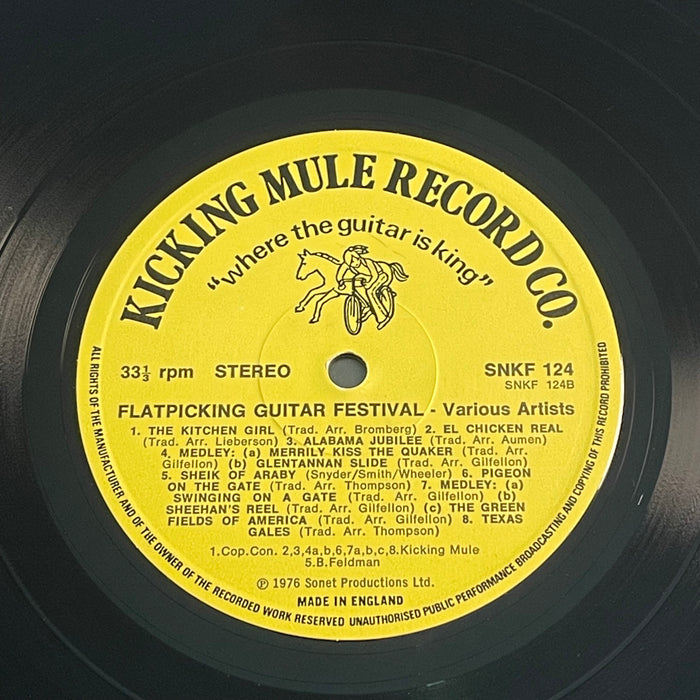 KICKING MULE RECORD CO.
"where the guitar is king"
33⅓ rpm STEREO
SNKF 124
SNKF 124B
FLATPICKING GUITAR FESTIVAL - Various Artists
1. THE KITCHEN GIRL (Trad. Arr. Bromberg) 2. EL CHICKEN REAL
(Trad. Arr. Lieberson) 3. ALABAMA JUBILEE (Trad. Arr. Aumen)
4. MEDLEY: (a) MERRILY KISS THE QUAKER (Trad. Arr.
Gilfellon) (b) GLENTANNAN SLIDE (Trad. Arr. Gilfellon)
5. SHEIK OF ARABY (Snyder/Smith/Wheeler) 6. PIGEON
ON THE GATE (Trad. Arr. Thompson) 7. MEDLEY: (a)
SWINGING ON A GATE (Trad. Arr. Gilfellon) (b)
SHEEHAN'S REEL (Trad. Arr. Gilfellon) (c) THE GREEN
FIELDS OF AMERICA (Trad. Arr. Gilfellon) 8. TEXAS
GALES (Trad. Arr. Thompson)
1.Cop.Con. 2,3,4a,b,6,7a,b,c,8.Kicking Mule
5.B.Feldman
℗ 1976 Sonet Productions Ltd.
MADE IN ENGLAND
ALL RIGHTS OF THE MANUFACTURER AND OF THE OWNER OF THE RECORDED WORK RESERVED UNAUTHORISED PUBLIC PERFORMANCE BROADCASTING AND COPYING OF THIS RECORD PROHIBITED